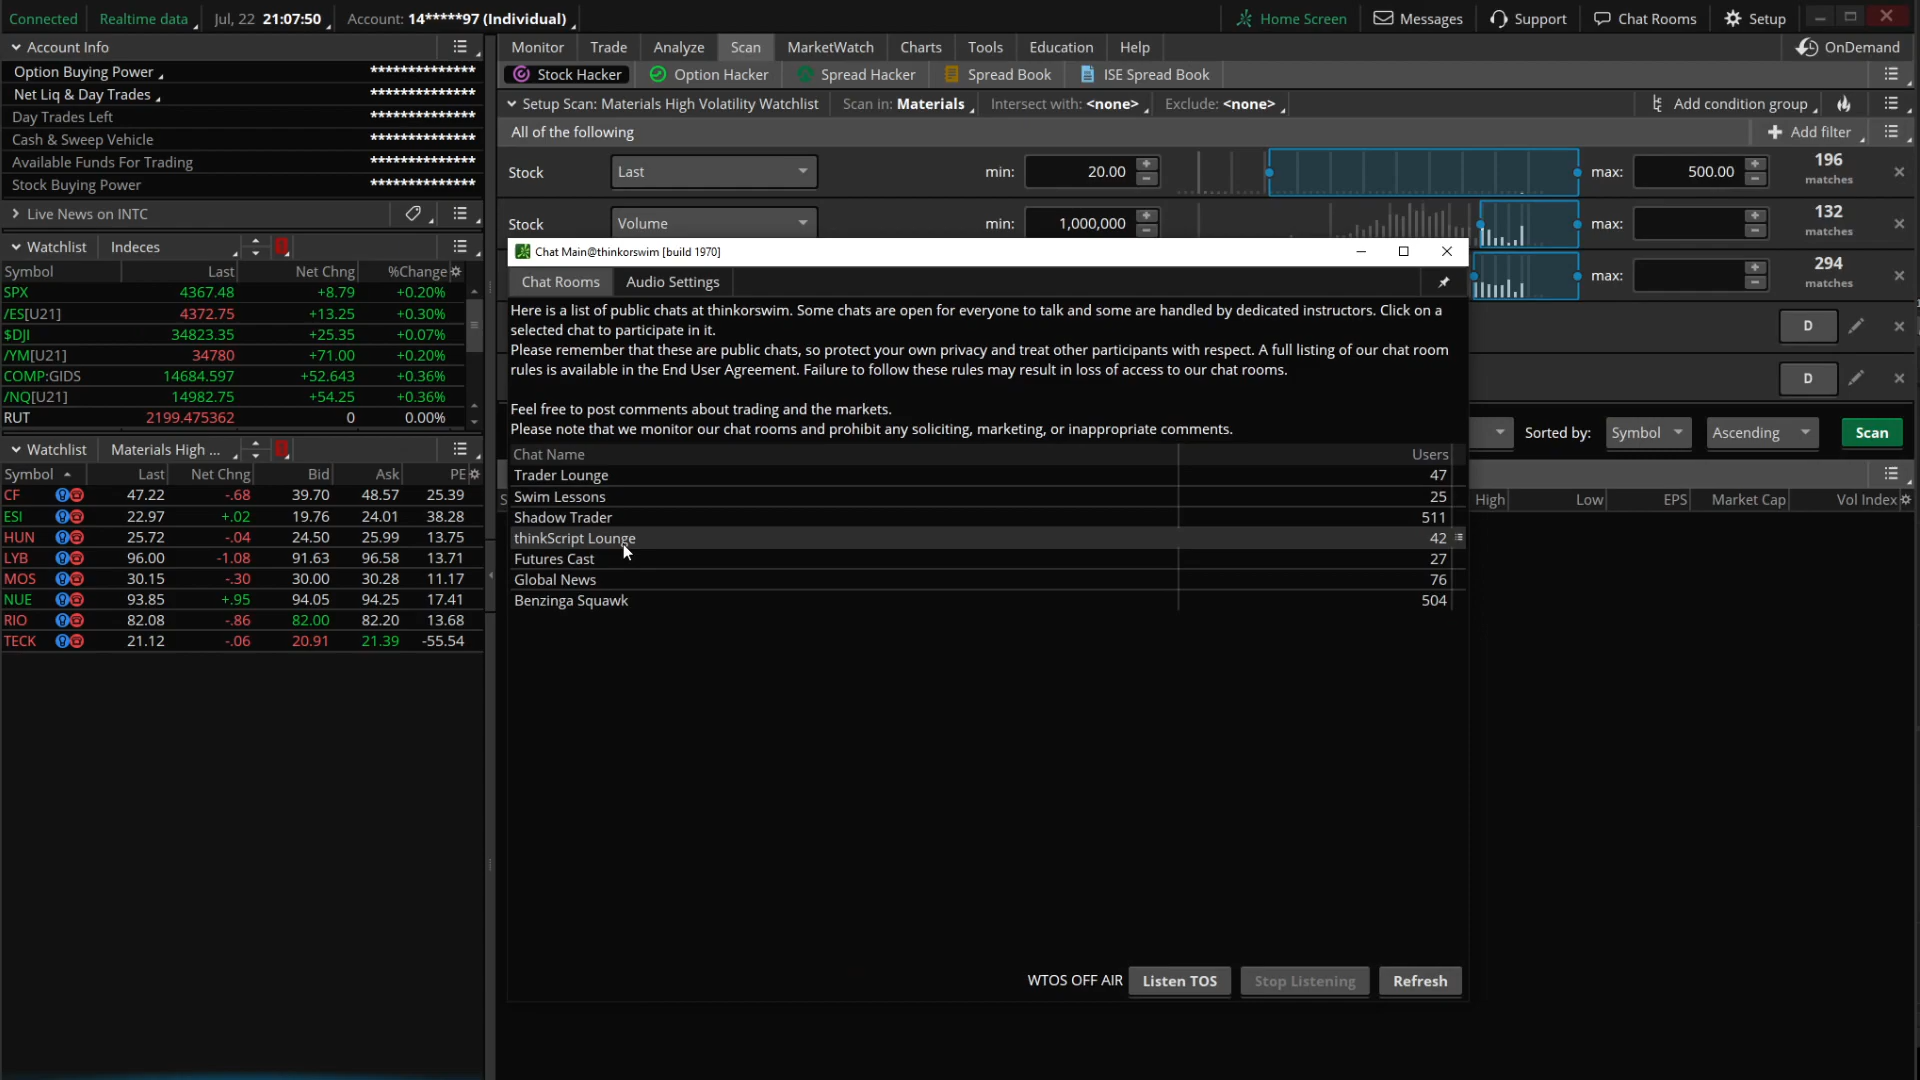 Connected Realtime data Jul, 22 21:07:50 Account: 14*****97 (Individual) Home Screen Messages Support Chat Rooms Setup
Account Info Monitor Trade Analyze Scan MarketWatch Charts Tools Education Help OnDemand
Option Buying Power ************** Stock Hacker Option Hacker Spread Hacker Spread Book ISE Spread Book
Net Liq & Day Trades ************** Setup Scan: Materials High Volatility Watchlist Scan in: Materials Intersect with: <none> Exclude: <none> Add condition group
Day Trades Left ************** All of the following Add filter
Cash & Sweep Vehicle **************
Available Funds For Trading ************** Stock Last min: 20.00 max: 500.00 196 matches
Stock Buying Power **************
Live News on INTC Stock Volume min: 1,000,000 max: 132 matches
Watchlist Indeces Chat Main@thinkorswim [build 1970]
Symbol Last Net Chng %Change Chat Rooms Audio Settings max: 294 matches
SPX 4367.48 +8.79 +0.20%
/ES[U21] 4372.75 +13.25 +0.30%
$DJI 34823.35 +25.35 +0.07%
/YM[U21] 34780 +71.00 +0.20%
COMP:GIDS 14684.597 +52.643 +0.36%
/NQ[U21] 14982.75 +54.25 +0.36%
RUT 2199.475362 0 0.00%
Here is a list of public chats at thinkorswim. Some chats are open for everyone to talk and some are handled by dedicated instructors. Click on a
selected chat to participate in it.
Please remember that these are public chats, so protect your own privacy and treat other participants with respect. A full listing of our chat room
rules is available in the End User Agreement. Failure to follow these rules may result in loss of access to our chat rooms.
Feel free to post comments about trading and the markets.
Please note that we monitor our chat rooms and prohibit any soliciting, marketing, or inappropriate comments.
D
D
Sorted by: Symbol Ascending Scan
Watchlist Materials High ...
Symbol Last Net Chng Bid Ask PE
CF 47.22 -.68 39.70 48.57 25.39
ESI 22.97 +.02 19.76 24.01 38.28
HUN 25.72 -.04 24.50 25.99 13.75
LYB 96.00 -1.08 91.63 96.58 13.71
MOS 30.15 -.30 30.00 30.28 11.17
NUE 93.85 +.95 94.05 94.25 17.41
RIO 82.08 -.86 82.00 82.20 13.68
TECK 21.12 -.06 20.91 21.39 -55.54
Chat Name Users
Trader Lounge 47
Swim Lessons 25
Shadow Trader 511
thinkScript Lounge 42
Futures Cast 27
Global News 76
Benzinga Squawk 504
High Low EPS Market Cap Vol Index
WTOS OFF AIR Listen TOS Stop Listening Refresh